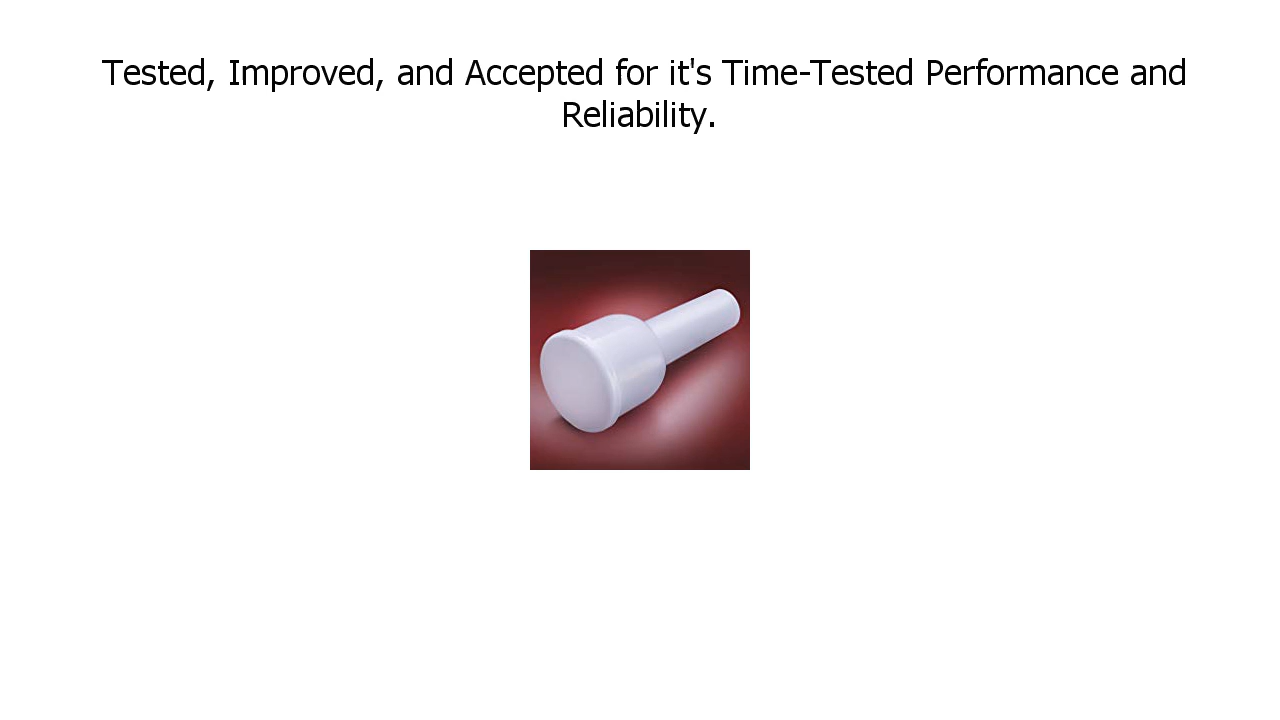 Tested, Improved, and Accepted for it's Time-Tested Performance and
Reliability.